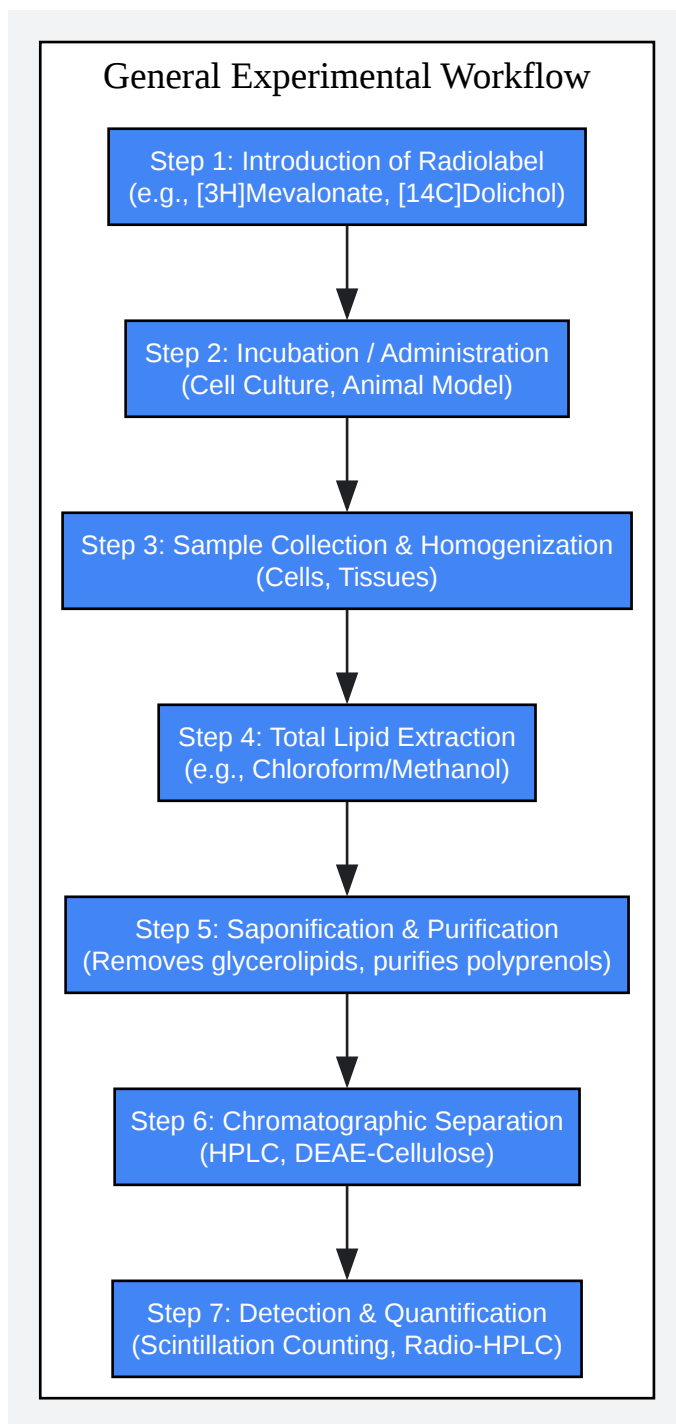 General Experimental Workflow
Step 1: Introduction of Radiolabel
(e.g., [3H]Mevalonate, [14C]Dolichol)
Step 2: Incubation / Administration
(Cell Culture, Animal Model)
Step 3: Sample Collection & Homogenization
(Cells, Tissues)
Step 4: Total Lipid Extraction
(e.g., Chloroform/Methanol)
Step 5: Saponification & Purification
(Removes glycerolipids, purifies polyprenols)
Step 6: Chromatographic Separation
(HPLC, DEAE-Cellulose)
Step 7: Detection & Quantification
(Scintillation Counting, Radio-HPLC)